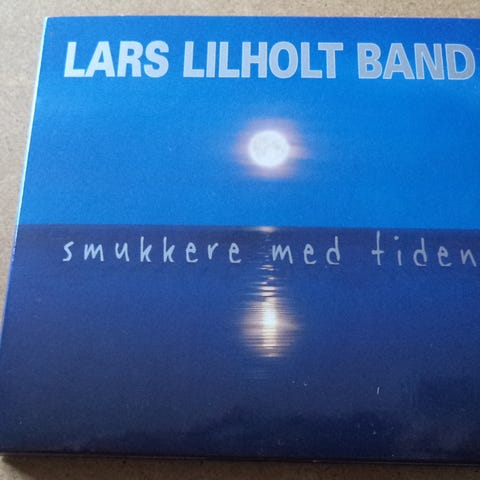 LARS LILHOLT BAND
smukkere med tiden